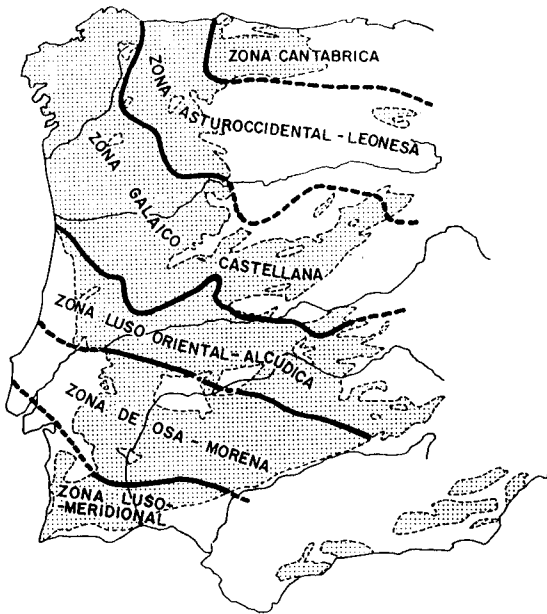 ZONA CANTABRICA
ZONA ASTUROCCIDENTAL-LEONESA
ZONA GALAICO-CASTELLANA
ZONA LUSO ORIENTAL-ALCUDICA
ZONA DE OSA-MORENA
ZONA LUSO-
-MERIDIONAL